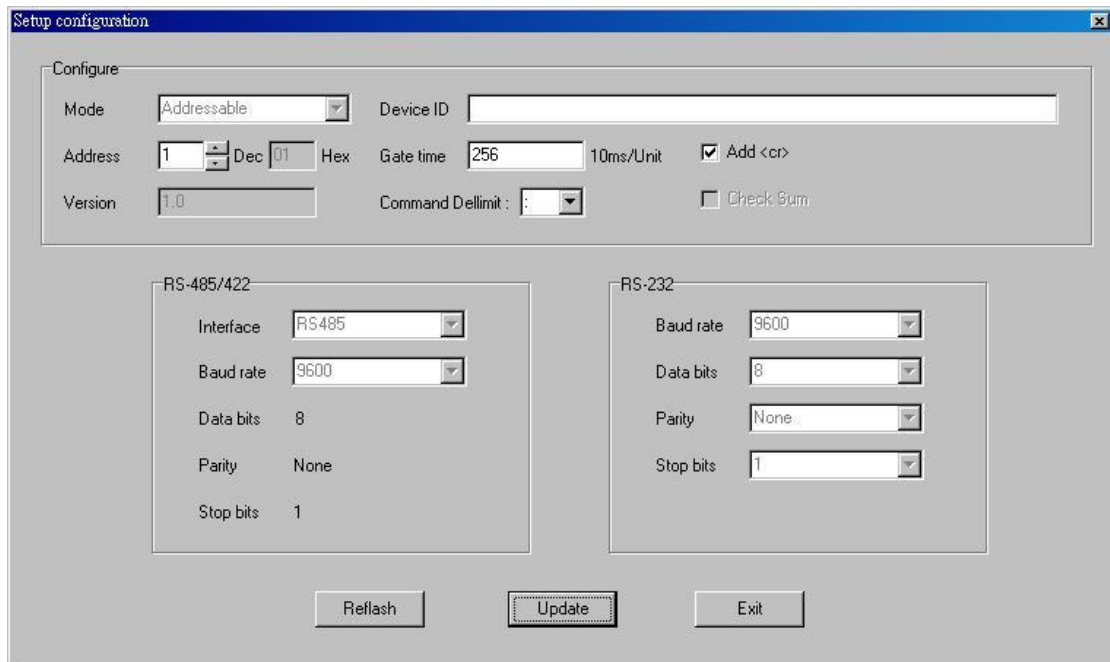 Setup configuration
Configure
Mode Addressable Device ID
Address 1 Dec 01 Hex Gate time 256 10ms/Unit Add <cr>
Version 1.0 Command Dellimit : : Check Sum
RS-485/422
Interface RS485
Baud rate 9600
Data bits 8
Parity None
Stop bits 1
RS-232
Baud rate 9600
Data bits 8
Parity None
Stop bits 1
Reflash Update Exit